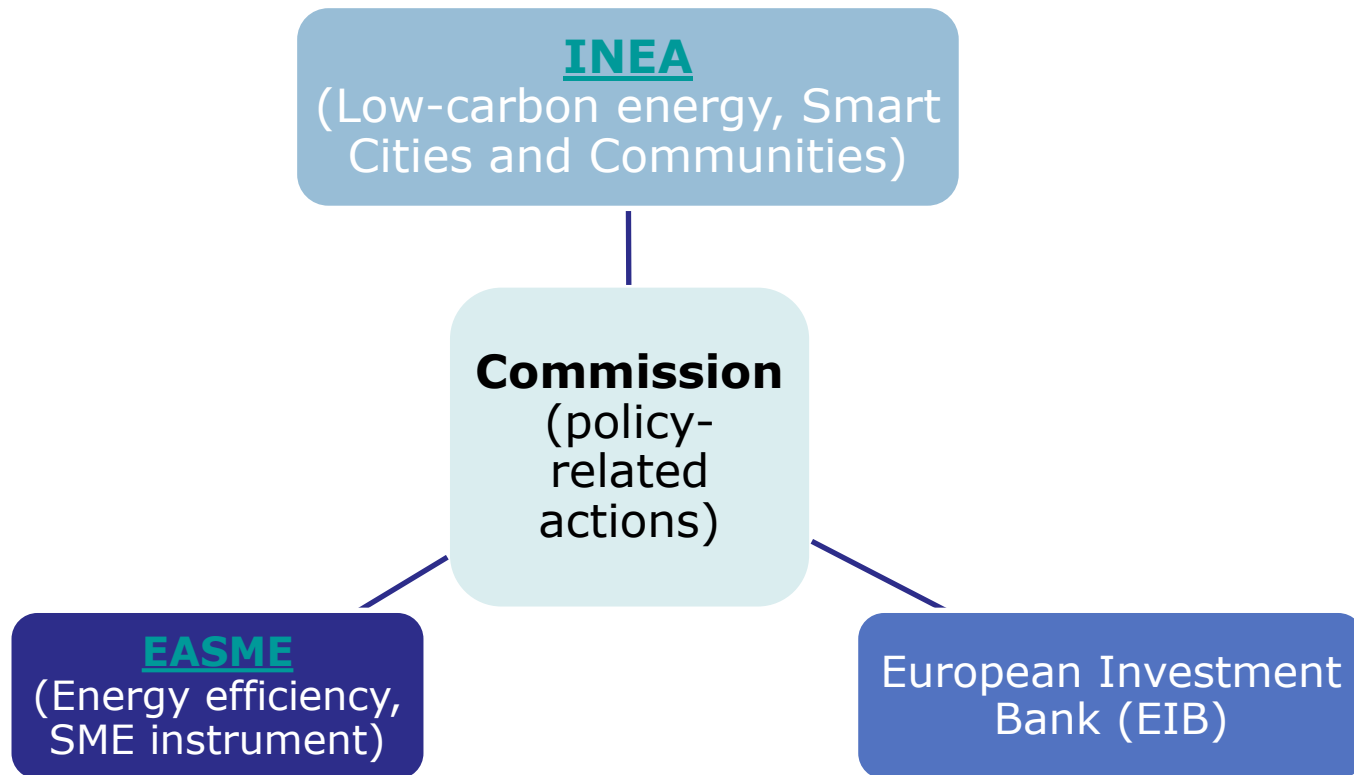 INEA
(Low-carbon energy, Smart
Cities and Communities)
Commission
(policy-
related
actions)
EASME
(Energy efficiency,
SME instrument)
European Investment
Bank (EIB)